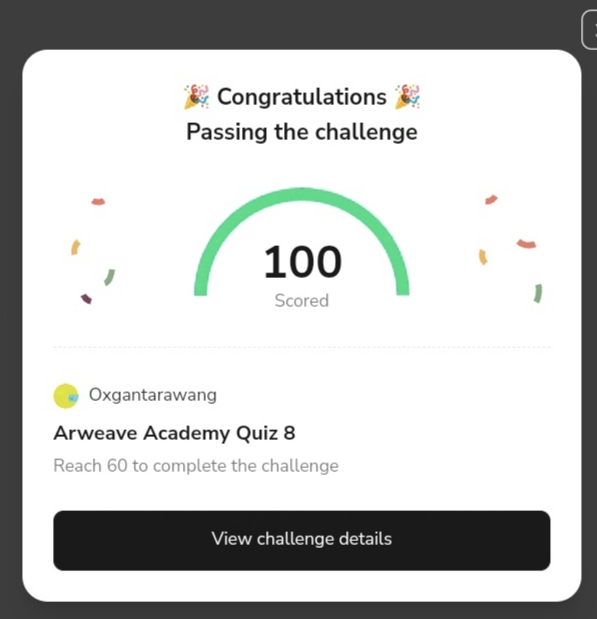 🎉 Congratulations 🎉
Passing the challenge
100
Scored
Oxgantarawang
Arweave Academy Quiz 8
Reach 60 to complete the challenge
View challenge details